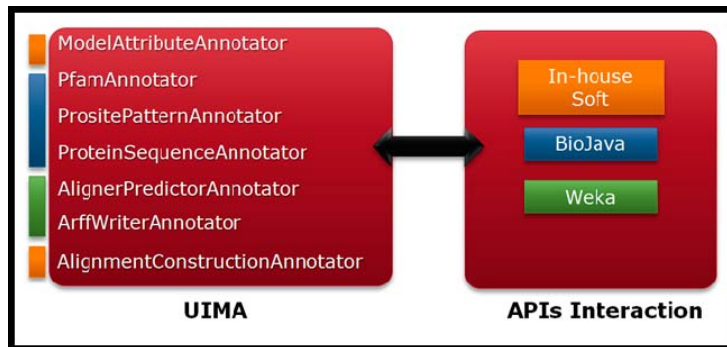 ModelAttributeAnnotator
PfamAnnotator
PrositePatternAnnotator
ProteinSequenceAnnotator
AlignerPredictorAnnotator
ArffWriterAnnotator
AlignmentConstructionAnnotator
UIMA
In-house
Soft
BioJava
Weka
APIs Interaction